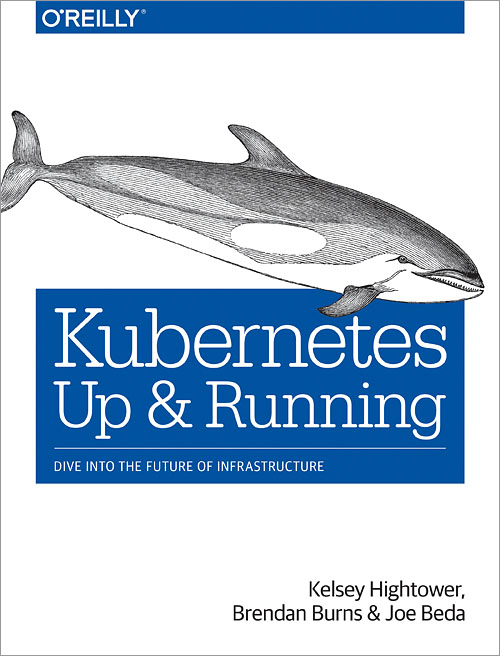 O'REILLY®
Kubernetes
Up & Running
DIVE INTO THE FUTURE OF INFRASTRUCTURE
Kelsey Hightower,
Brendan Burns & Joe Beda